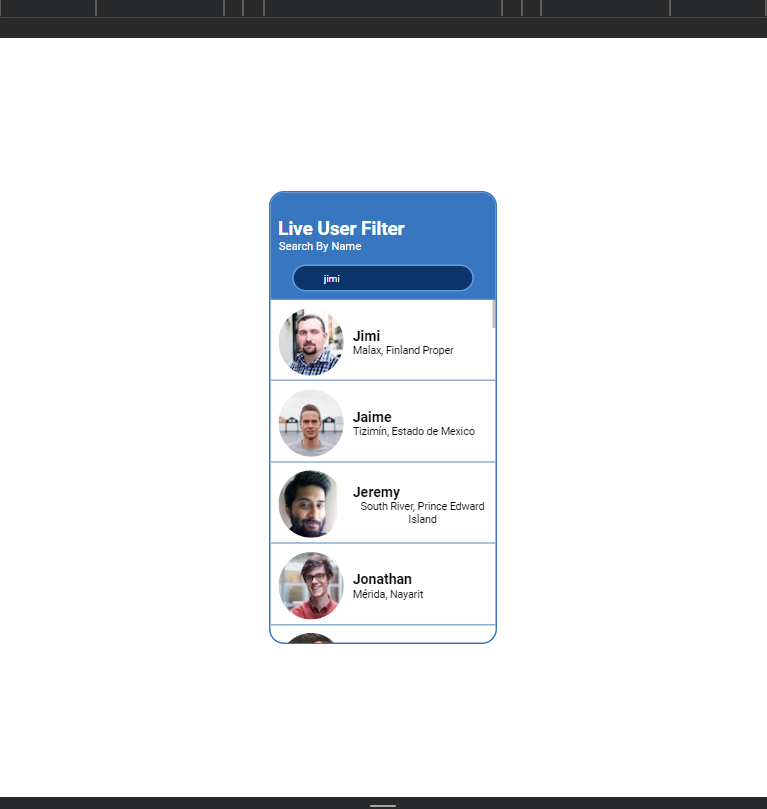 Live User Filter
Search By Name
jimi
Jimi
Malax, Finland Proper
Jaime
Tizimín, Estado de Mexico
Jeremy
South River, Prince Edward
Island
Jonathan
Mérida, Nayarit